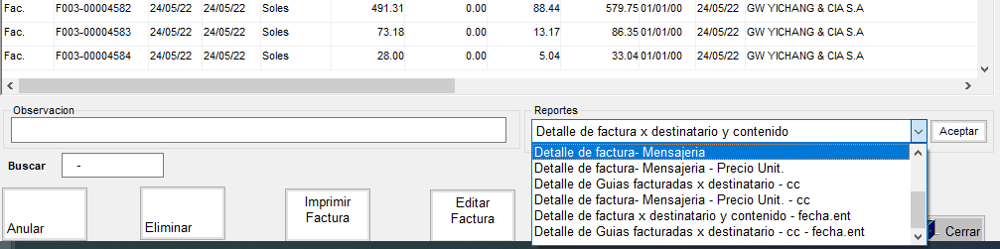 Fac. F003-00004582 24/05/22 24/05/22 Soles 491.31 0.00 88.44 579.75 01/01/00 24/05/22 GW YICHANG & CIA S.A
Fac. F003-00004583 24/05/22 24/05/22 Soles 73.18 0.00 13.17 86.35 01/01/00 24/05/22 GW YICHANG & CIA S.A
Fac. F003-00004584 24/05/22 24/05/22 Soles 28.00 0.00 5.04 33.04 01/01/00 24/05/22 GW YICHANG & CIA S.A
Observacion
Reportes
Detalle de factura x destinatario y contenido
Aceptar
Detalle de factura- Mensajeria
Detalle de factura- Mensajeria - Precio Unit.
Detalle de Guias facturadas x destinatario - cc
Detalle de factura- Mensajeria - Precio Unit. - cc
Detalle de factura x destinatario y contenido - fecha.ent
Detalle de Guias facturadas x destinatario - cc - fecha.ent
Buscar -
Anular
Eliminar
Imprimir
Factura
Editar
Factura
Cerrar